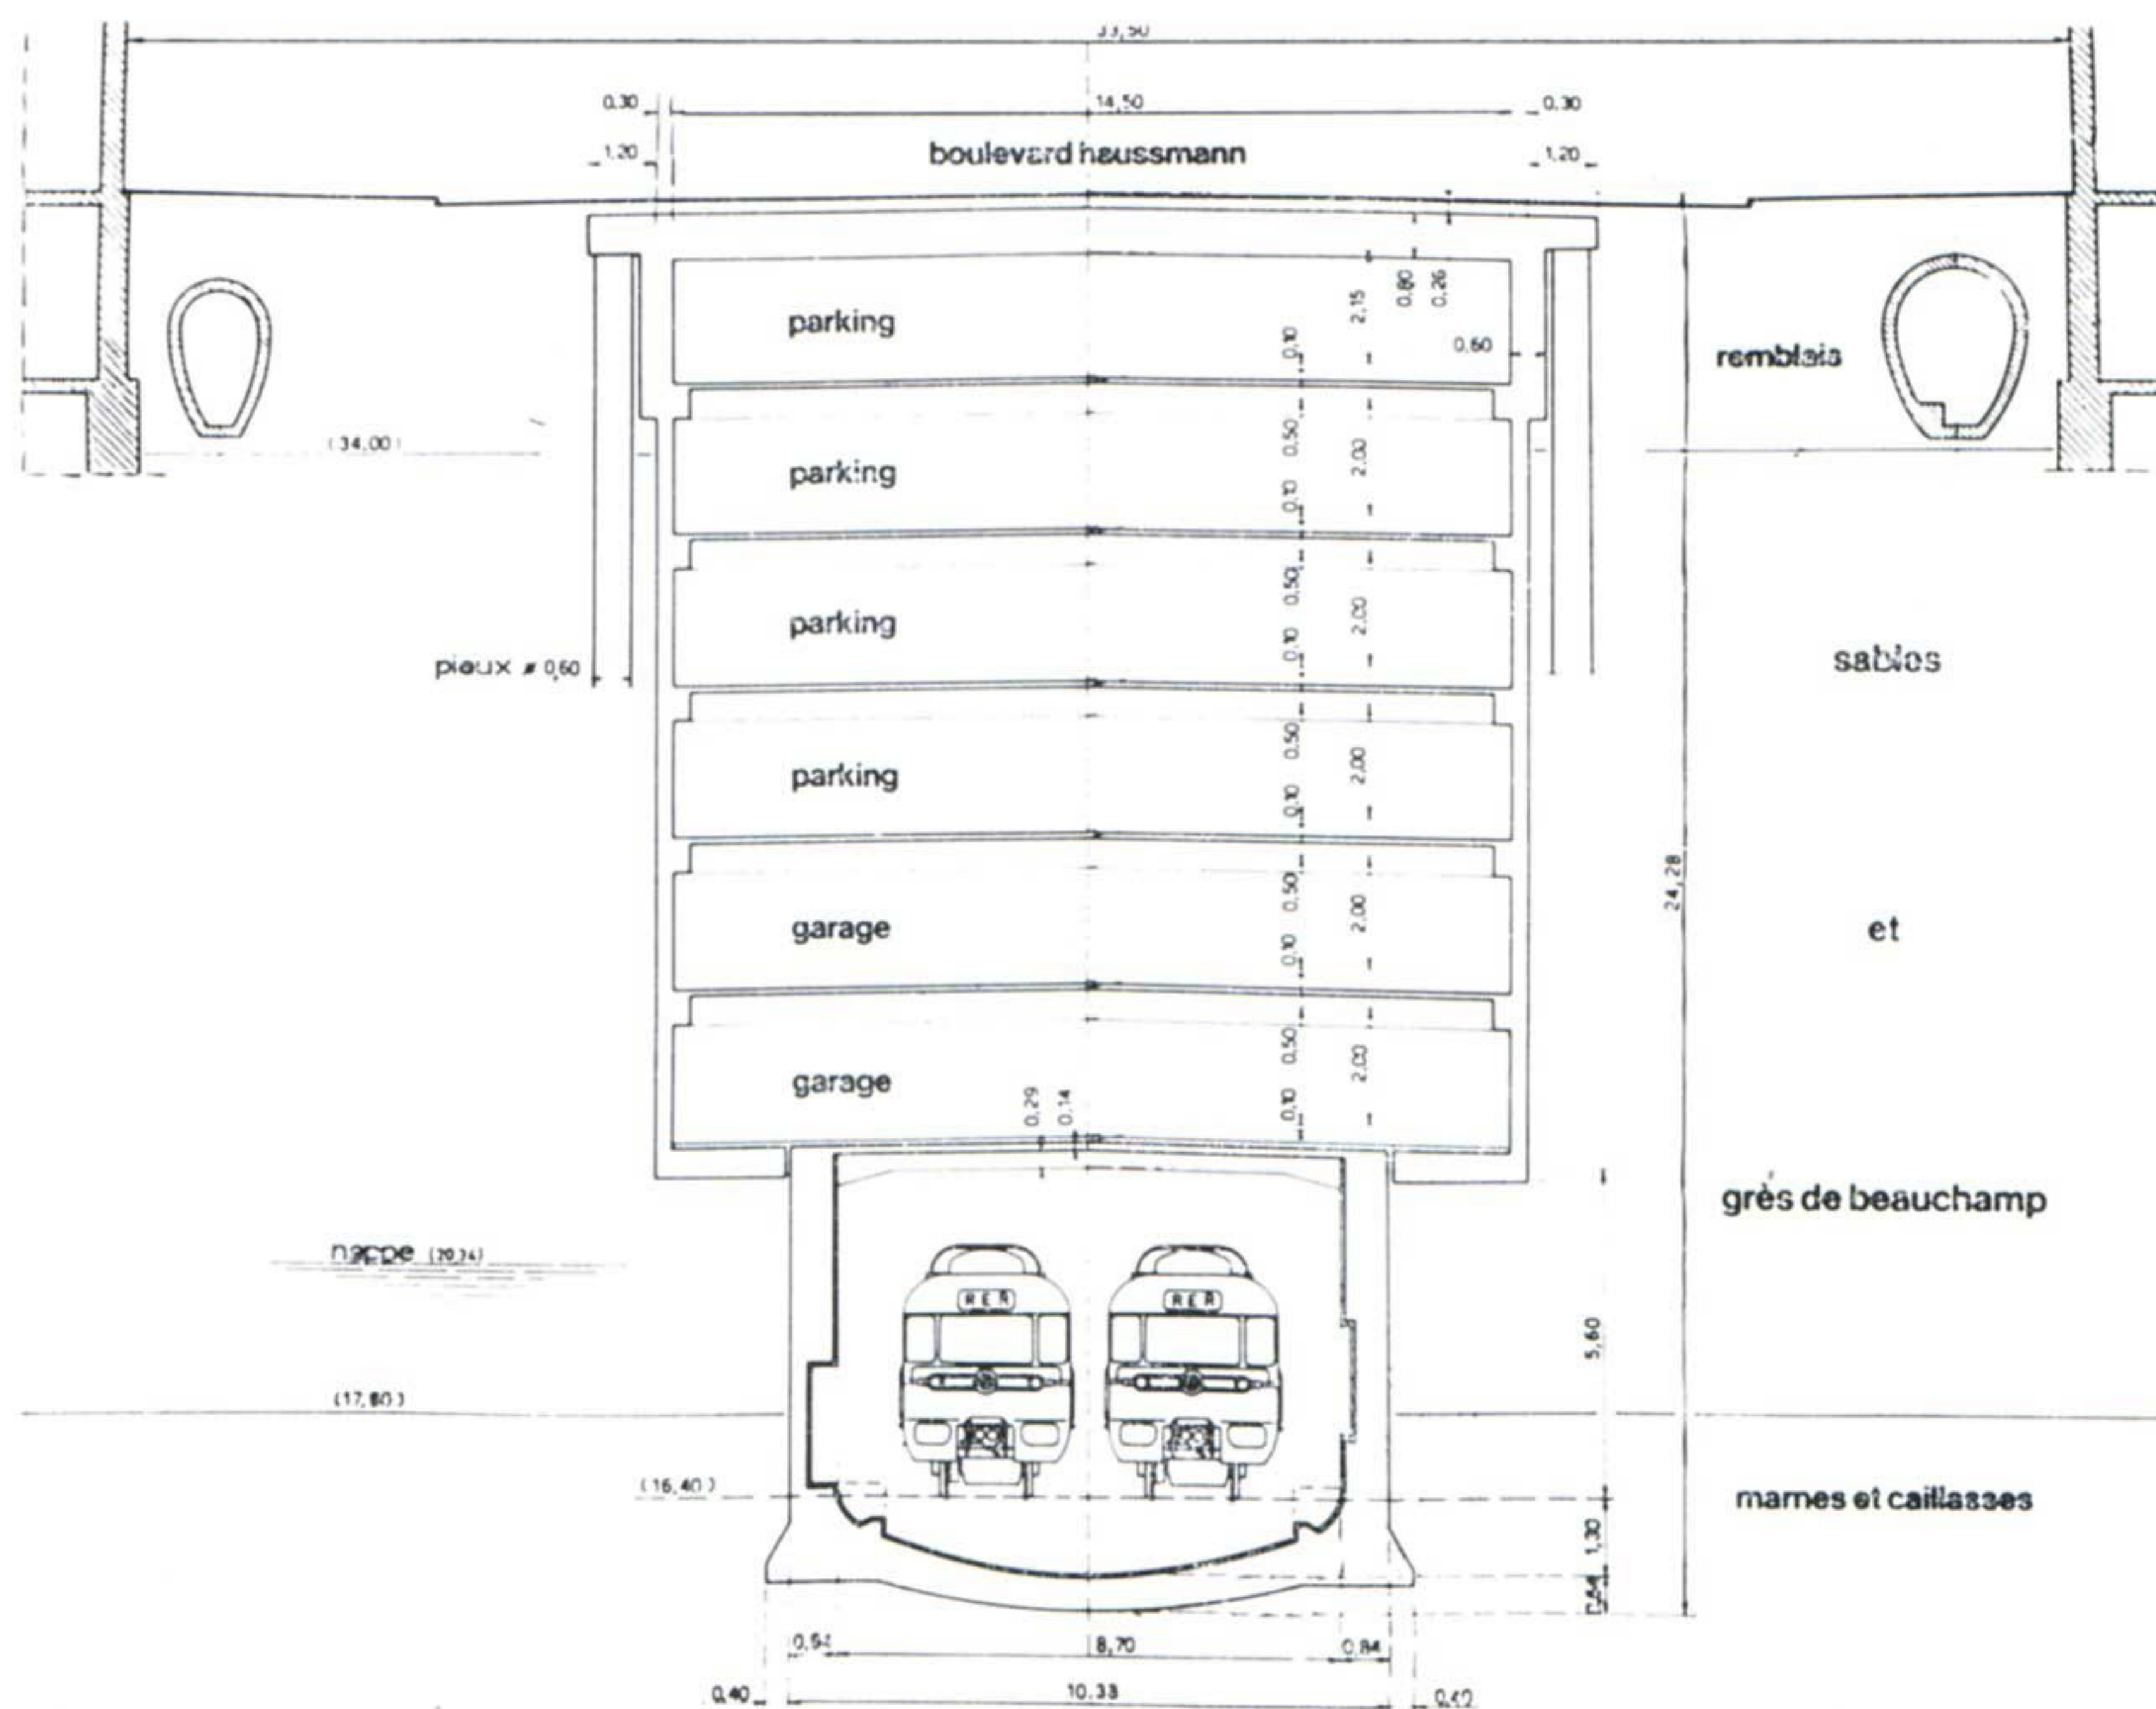 33,50
0,30
14,50
0,30
1,20
boulevard haussmann
1,20
parking
2,15
0,80
0,26
0,10
0,60
remblais
(34,00)
parking
0,50
0,10
2,00
parking
0,50
0,10
2,00
pieux ø 0,60
sables
parking
0,50
0,10
2,00
24,28
garage
0,50
0,10
2,00
et
garage
0,29
0,14
0,50
0,10
2,00
grès de beauchamp
nappe (20,34)
RER
RER
5,60
(17,80)
(16,40)
marnes et caillasses
1,30
8,70
0,84
0,40
10,38
0,40